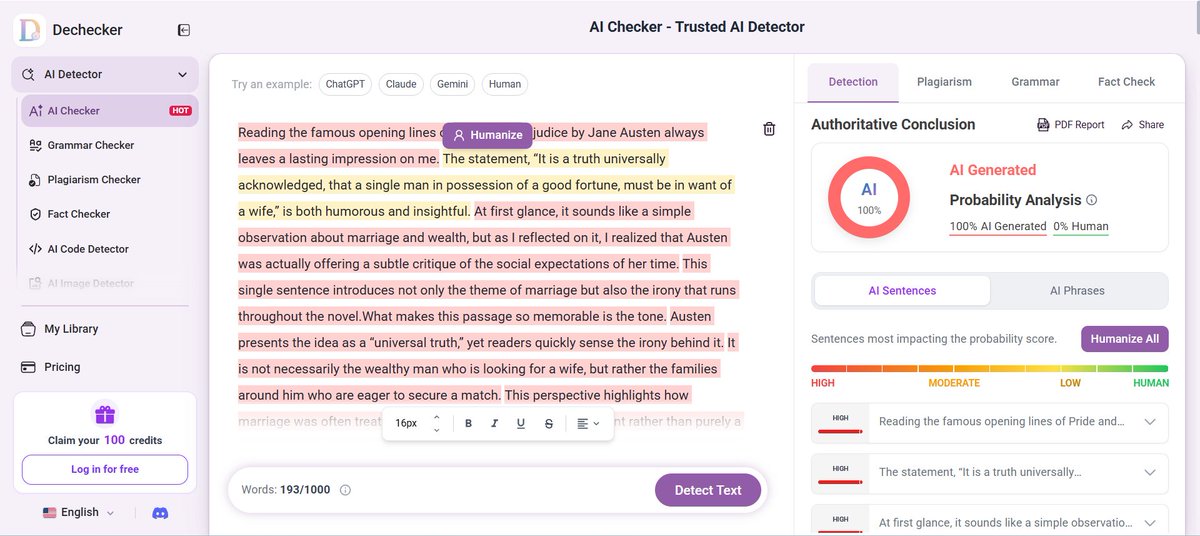 Dechecker
AI Detector
AI Checker
HOT
Grammar Checker
Plagiarism Checker
Fact Checker
AI Code Detector
AI Image Detector
My Library
Pricing
Claim your 100 credits
Log in for free
English
AI Checker - Trusted AI Detector
Try an example:
ChatGPT
Claude
Gemini
Human
Reading the famous opening lines judice by Jane Austen always
Humanize
leaves a lasting impression on me. The statement, “It is a truth universally
acknowledged, that a single man in possession of a good fortune, must be in want of
a wife,” is both humorous and insightful. At first glance, it sounds like a simple
observation about marriage and wealth, but as I reflected on it, I realized that Austen
was actually offering a subtle critique of the social expectations of her time. This
single sentence introduces not only the theme of marriage but also the irony that runs
throughout the novel.What makes this passage so memorable is the tone. Austen
presents the idea as a “universal truth,” yet readers quickly sense the irony behind it. It
is not necessarily the wealthy man who is looking for a wife, but rather the families
around him who are eager to secure a match. This perspective highlights how
marriage was often treat nt rather than purely a
16px
B I U S
Words: 193/1000
Detect Text
Detection
Plagiarism
Grammar
Fact Check
Authoritative Conclusion
PDF Report
Share
AI
100%
AI Generated
Probability Analysis
100% AI Generated 0% Human
AI Sentences
AI Phrases
Sentences most impacting the probability score.
Humanize All
HIGH
MODERATE
LOW
HUMAN
HIGH
Reading the famous opening lines of Pride and...
HIGH
The statement, “It is a truth universally...
HIGH
At first glance, it sounds like a simple observatio...